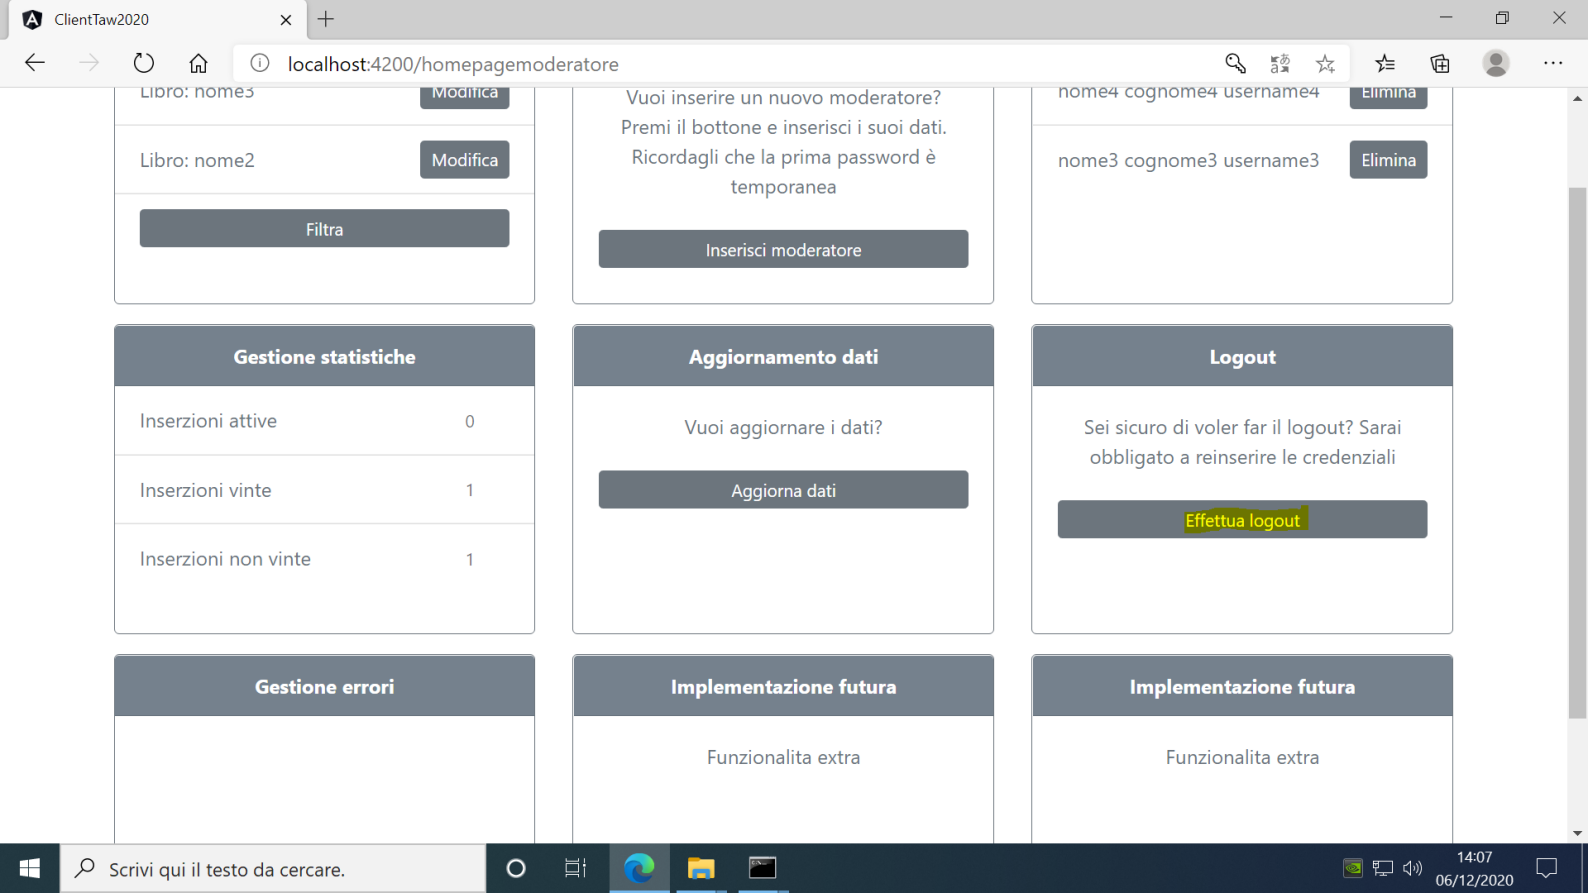 ClientTaw2020
localhost:4200/homepagemoderatore
Libro: nome3
Modifica
Libro: nome2
Modifica
Filtra
Vuoi inserire un nuovo moderatore?
Premi il bottone e inserisci i suoi dati.
Ricordagli che la prima password è
temporanea
Inserisci moderatore
nome4 cognome4 username4
Elimina
nome3 cognome3 username3
Elimina
Gestione statistiche
Inserzioni attive 0
Inserzioni vinte 1
Inserzioni non vinte 1
Aggiornamento dati
Vuoi aggiornare i dati?
Aggiorna dati
Logout
Sei sicuro di voler far il logout? Sarai
obbligato a reinserire le credenziali
Effettua logout
Gestione errori
Implementazione futura
Funzionalita extra
Implementazione futura
Funzionalita extra
Scrivi qui il testo da cercare.
14:07
06/12/2020